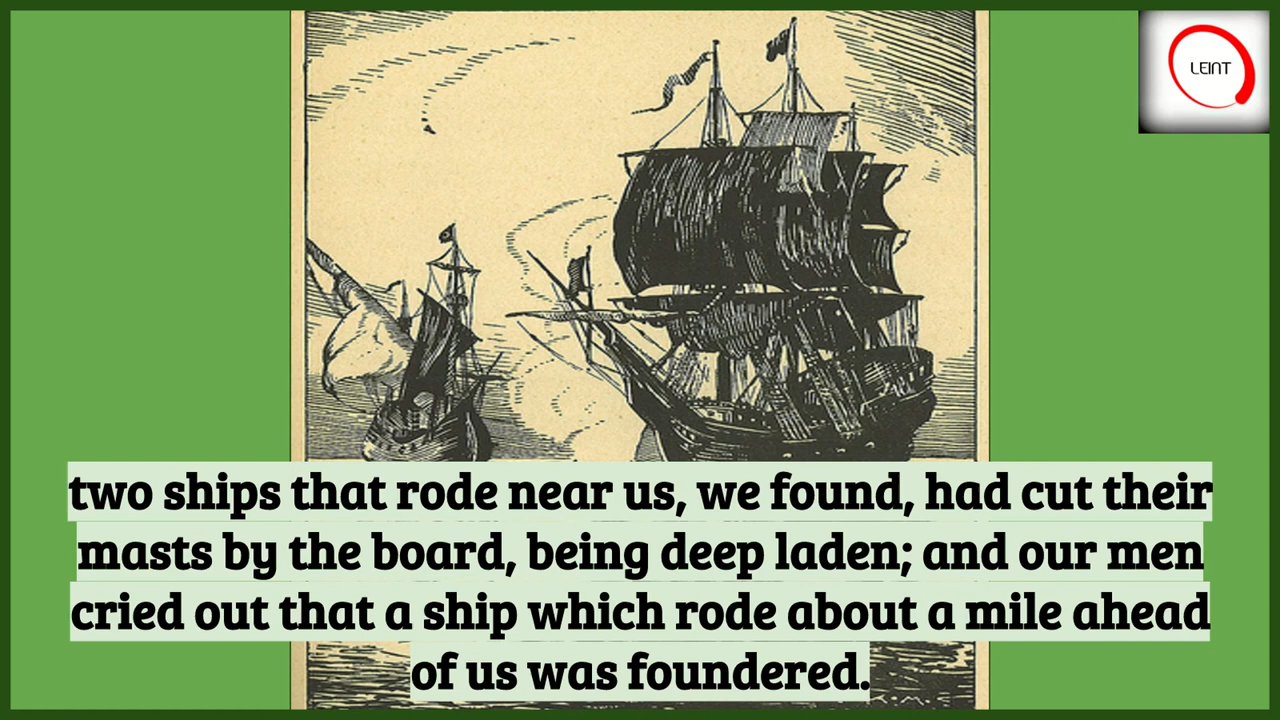 LEINT
two ships that rode near us, we found, had cut their
masts by the board, being deep laden; and our men
cried out that a ship which rode about a mile ahead
of us was foundered.